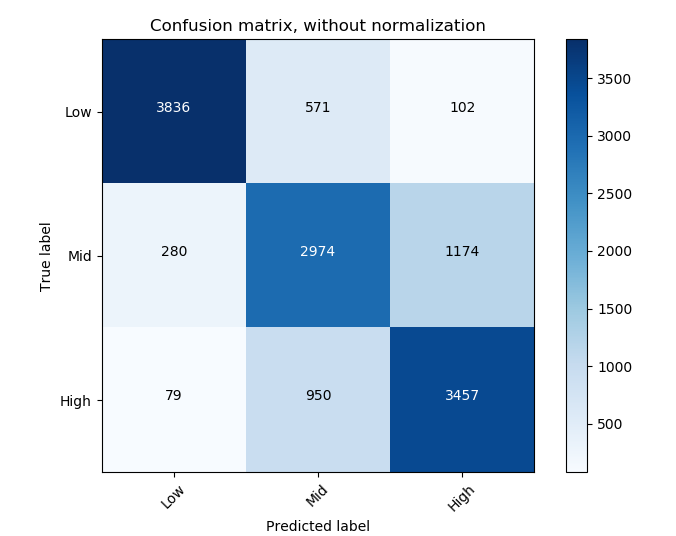 Confusion matrix, without normalization
True label
Low
3836 571 102
Mid
280 2974 1174
High
79 950 3457
Low Mid High
Predicted label
3500
3000
2500
2000
1500
1000
500